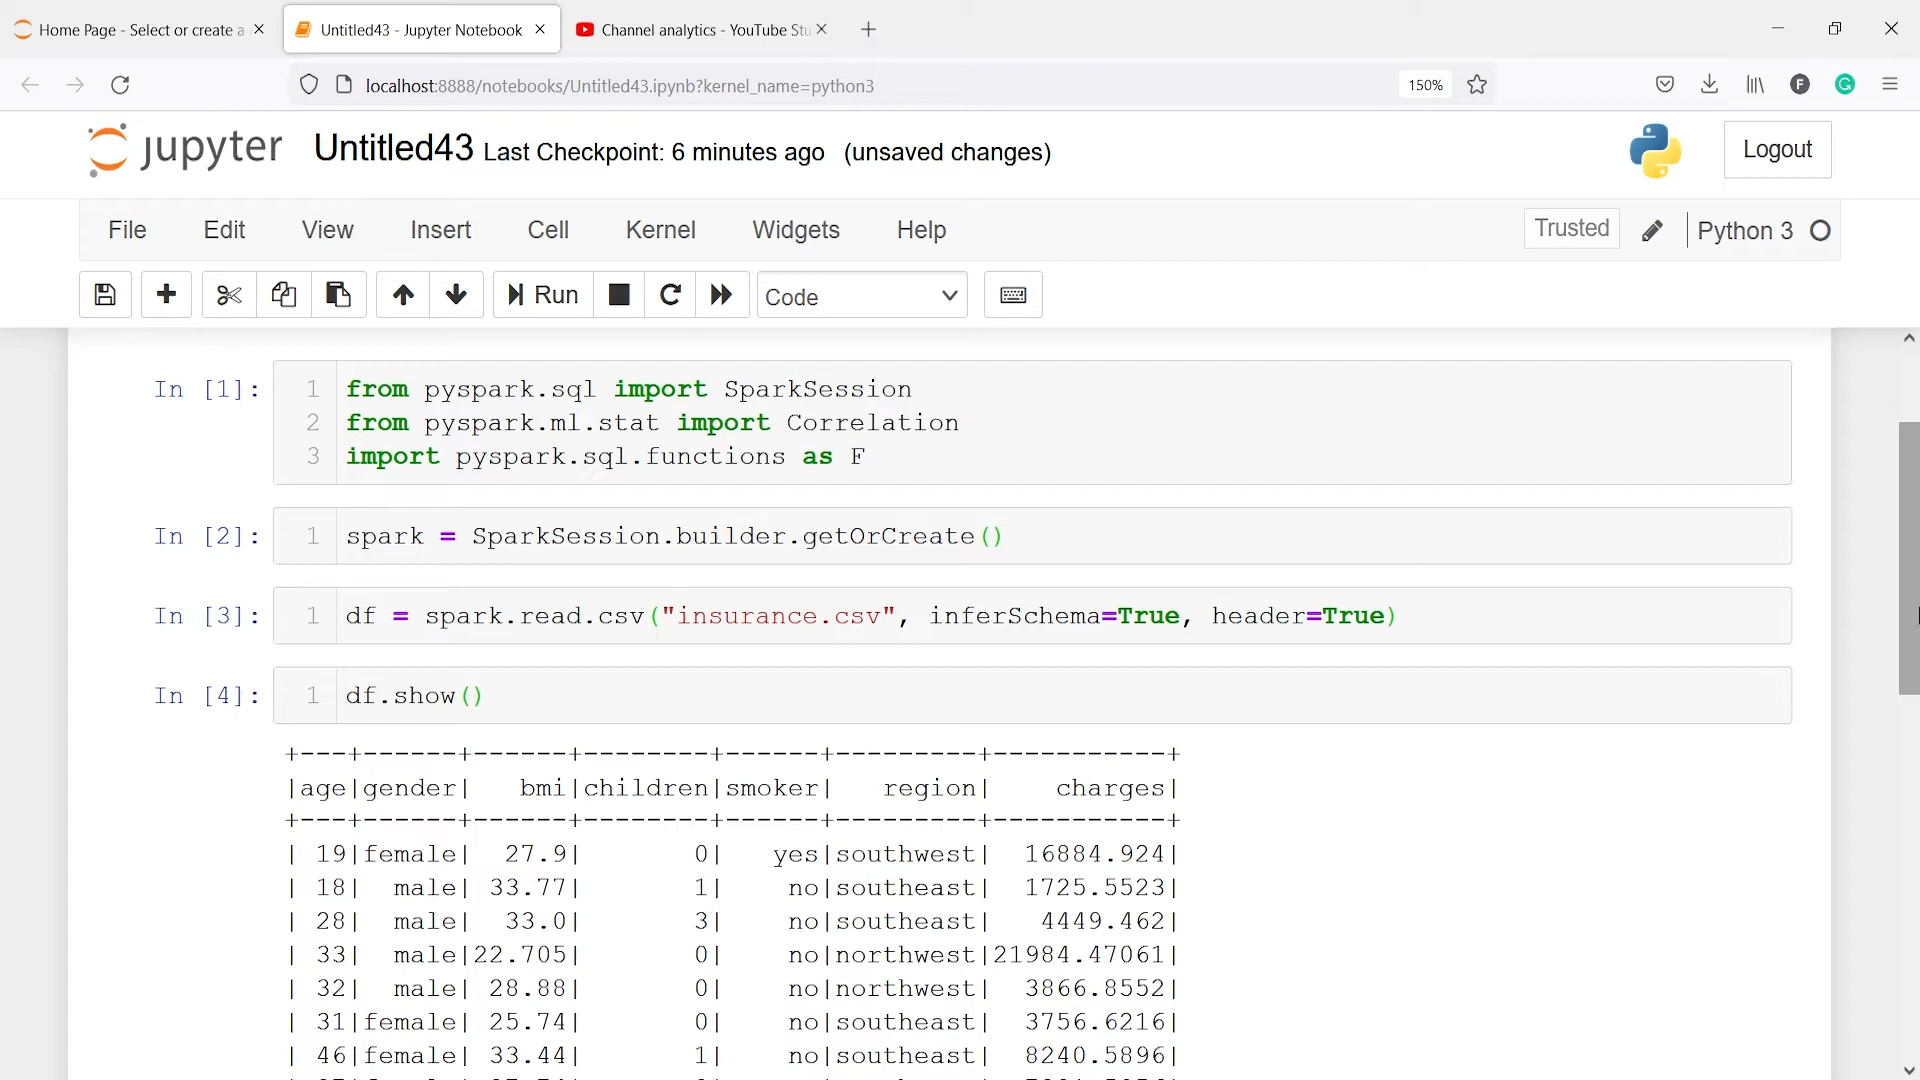 Home Page - Select or create a
Untitled43 - Jupyter Notebook
Channel analytics - YouTube Stu
localhost:8888/notebooks/Untitled43.ipynb?kernel_name=python3
150%
F
G
jupyter Untitled43 Last Checkpoint: 6 minutes ago (unsaved changes)
Logout
File Edit View Insert Cell Kernel Widgets Help
Trusted
Python 3
Run
Code
In [1]:
1 from pyspark.sql import SparkSession
2 from pyspark.ml.stat import Correlation
3 import pyspark.sql.functions as F
In [2]:
1 spark = SparkSession.builder.getOrCreate()
In [3]:
1 df = spark.read.csv("insurance.csv", inferSchema=True, header=True)
In [4]:
1 df.show()
+---+------+------+--------+------+---------+-----------+
|age|gender|   bmi|children|smoker|   region|    charges|
+---+------+------+--------+------+---------+-----------+
| 19|female|  27.9|       0|   yes|southwest|  16884.924|
| 18|  male| 33.77|       1|    no|southeast|  1725.5523|
| 28|  male|  33.0|       3|    no|southeast|   4449.462|
| 33|  male|22.705|       0|    no|northwest|21984.47061|
| 32|  male| 28.88|       0|    no|northwest|  3866.8552|
| 31|female| 25.74|       0|    no|southeast|  3756.6216|
| 46|female| 33.44|       1|    no|southeast|  8240.5896|